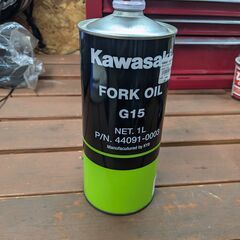 Kawasaki
FORK OIL
G15
NET. 1L
P/N. 44091-0003
Manufactured by KYB